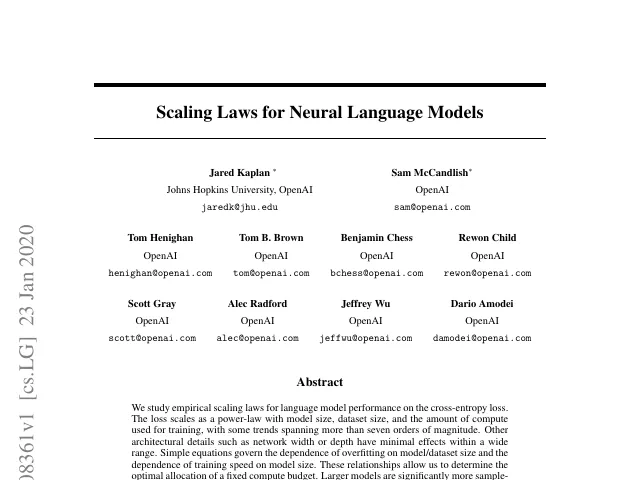 Scaling Laws for Neural Language Models
Jared Kaplan * Sam McCandlish*
Johns Hopkins University, OpenAI OpenAI
jaredk@jhu.edu sam@openai.com
Tom Henighan Tom B. Brown Benjamin Chess Rewon Child
OpenAI OpenAI OpenAI OpenAI
henighan@openai.com tom@openai.com bchess@openai.com rewon@openai.com
Scott Gray Alec Radford Jeffrey Wu Dario Amodei
OpenAI OpenAI OpenAI OpenAI
scott@openai.com alec@openai.com jeffwu@openai.com damodei@openai.com
Abstract
We study empirical scaling laws for language model performance on the cross-entropy loss.
The loss scales as a power-law with model size, dataset size, and the amount of compute
used for training, with some trends spanning more than seven orders of magnitude. Other
architectural details such as network width or depth have minimal effects within a wide
range. Simple equations govern the dependence of overfitting on model/dataset size and the
dependence of training speed on model size. These relationships allow us to determine the
optimal allocation of a fixed compute budget. Larger models are significantly more sample-
08361v1 [cs.LG] 23 Jan 2020